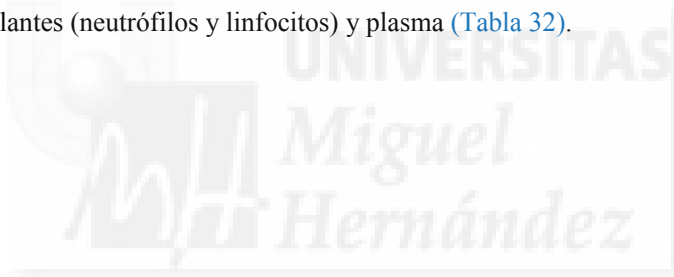 lantes (neutrófilos y linfocitos) y plasma (Tabla 32).
UNIVERSITAS
Miguel
Hernández